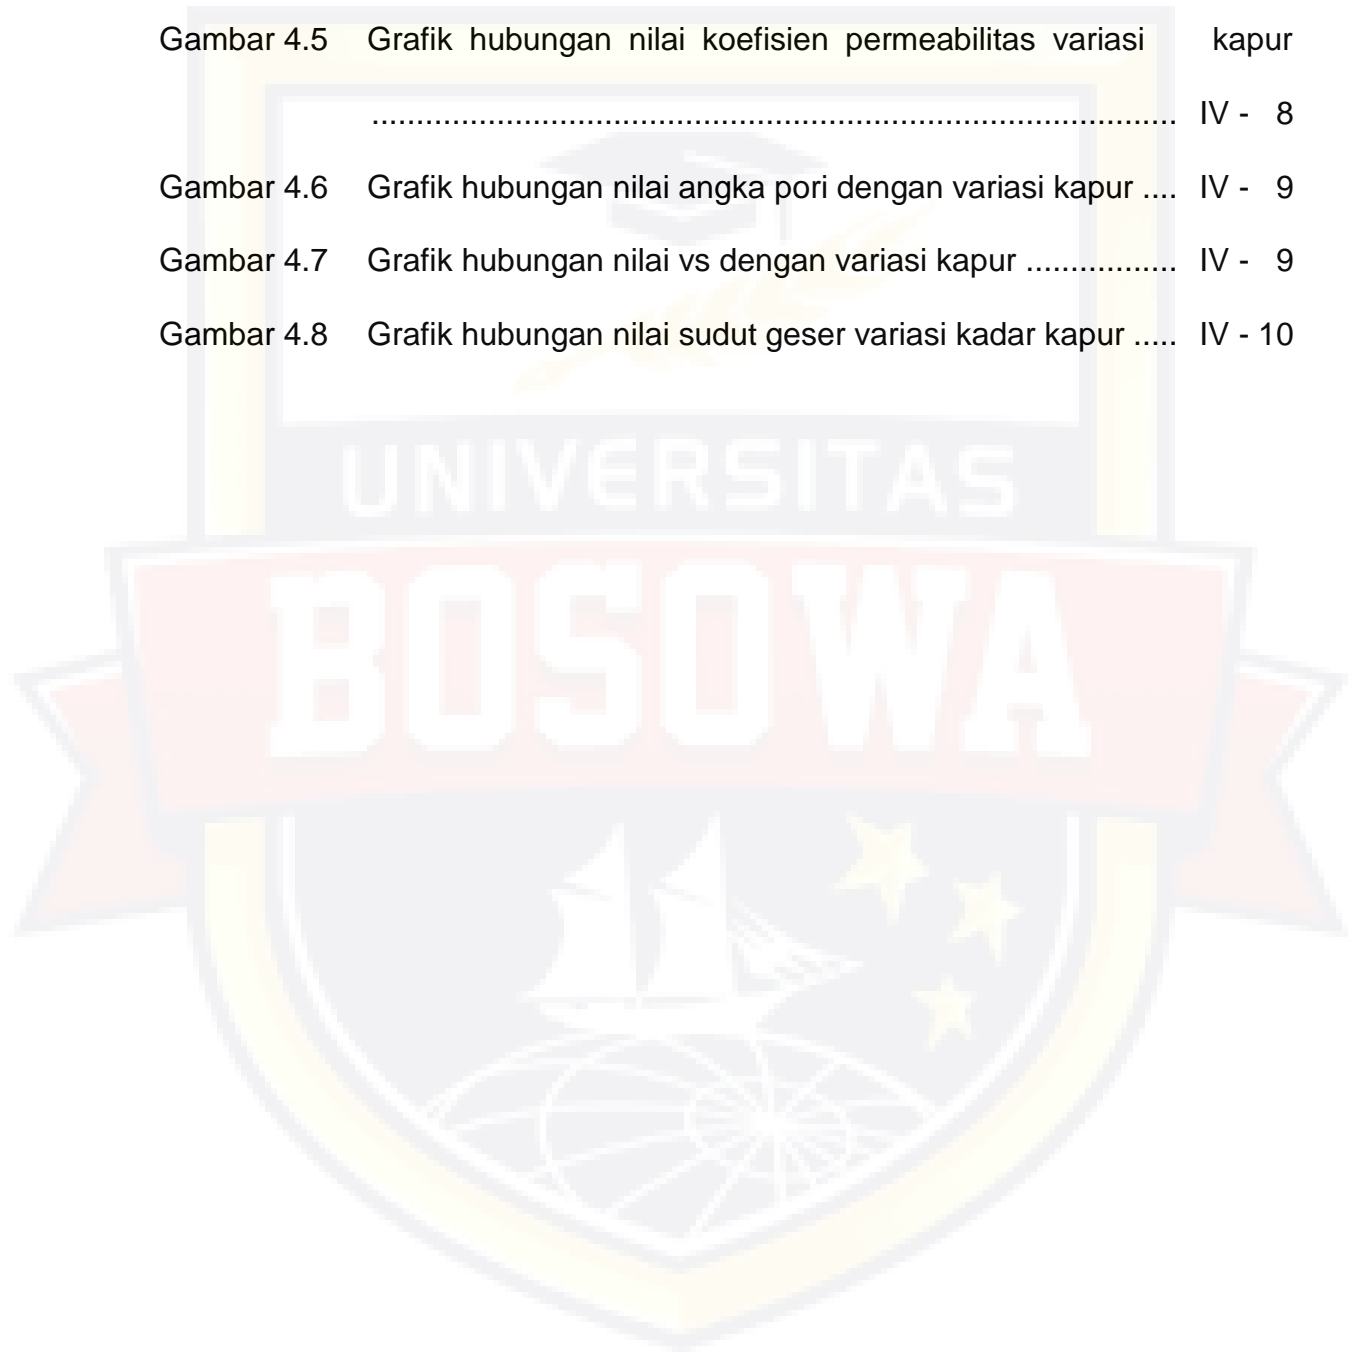 Gambar 4.5 Grafik hubungan nilai koefisien permeabilitas variasi kapur
.......................................................................................... IV - 8
Gambar 4.6 Grafik hubungan nilai angka pori dengan variasi kapur .... IV - 9
Gambar 4.7 Grafik hubungan nilai vs dengan variasi kapur ................. IV - 9
Gambar 4.8 Grafik hubungan nilai sudut geser variasi kadar kapur ..... IV - 10
UNIVERSITAS
BOSOWA